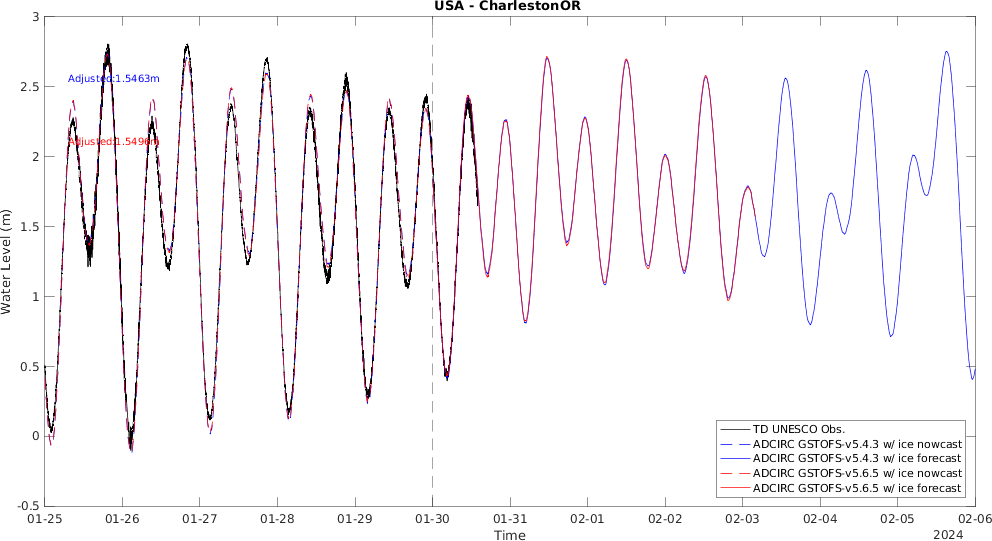 USA - CharlestonOR
3
2.5
2
1.5
1
0.5
0
-0.5
Water Level (m)
Adjusted:1.5463m
Adjusted:1.5496m
TD UNESCO Obs.
ADCIRC GSTOFS-v5.4.3 w/ ice nowcast
ADCIRC GSTOFS-v5.4.3 w/ ice forecast
ADCIRC GSTOFS-v5.6.5 w/ ice nowcast
ADCIRC GSTOFS-v5.6.5 w/ ice forecast
01-25 01-26 01-27 01-28 01-29 01-30 01-31 02-01 02-02 02-03 02-04 02-05 02-06
Time
2024